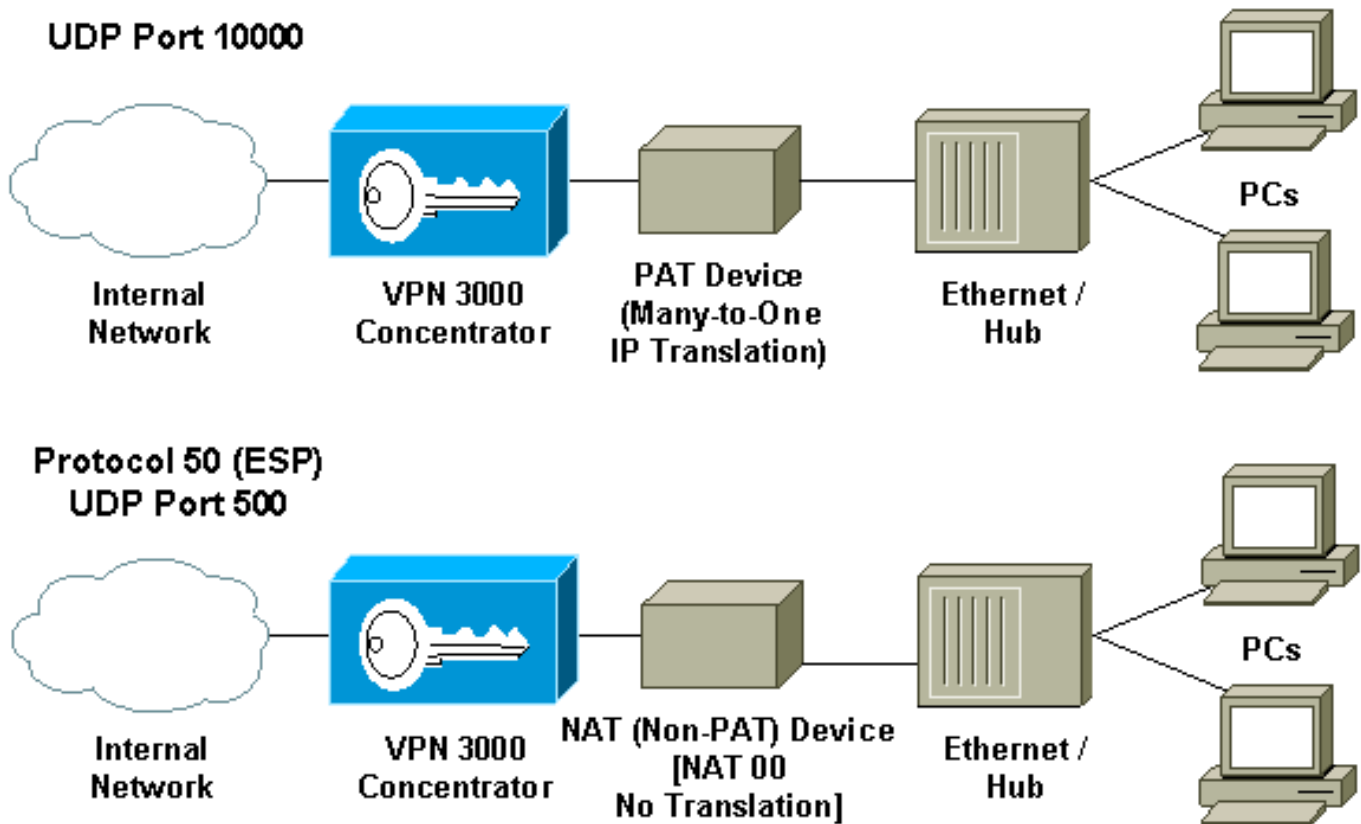 UDP Port 10000
PCs
Internal
Network
VPN 3000
Concentrator
PAT Device
(Many-to-One
IP Translation)
Ethernet /
Hub
Protocol 50 (ESP)
UDP Port 500
PCs
Internal
Network
VPN 3000
Concentrator
NAT (Non-PAT) Device
[NAT 00
No Translation]
Ethernet /
Hub